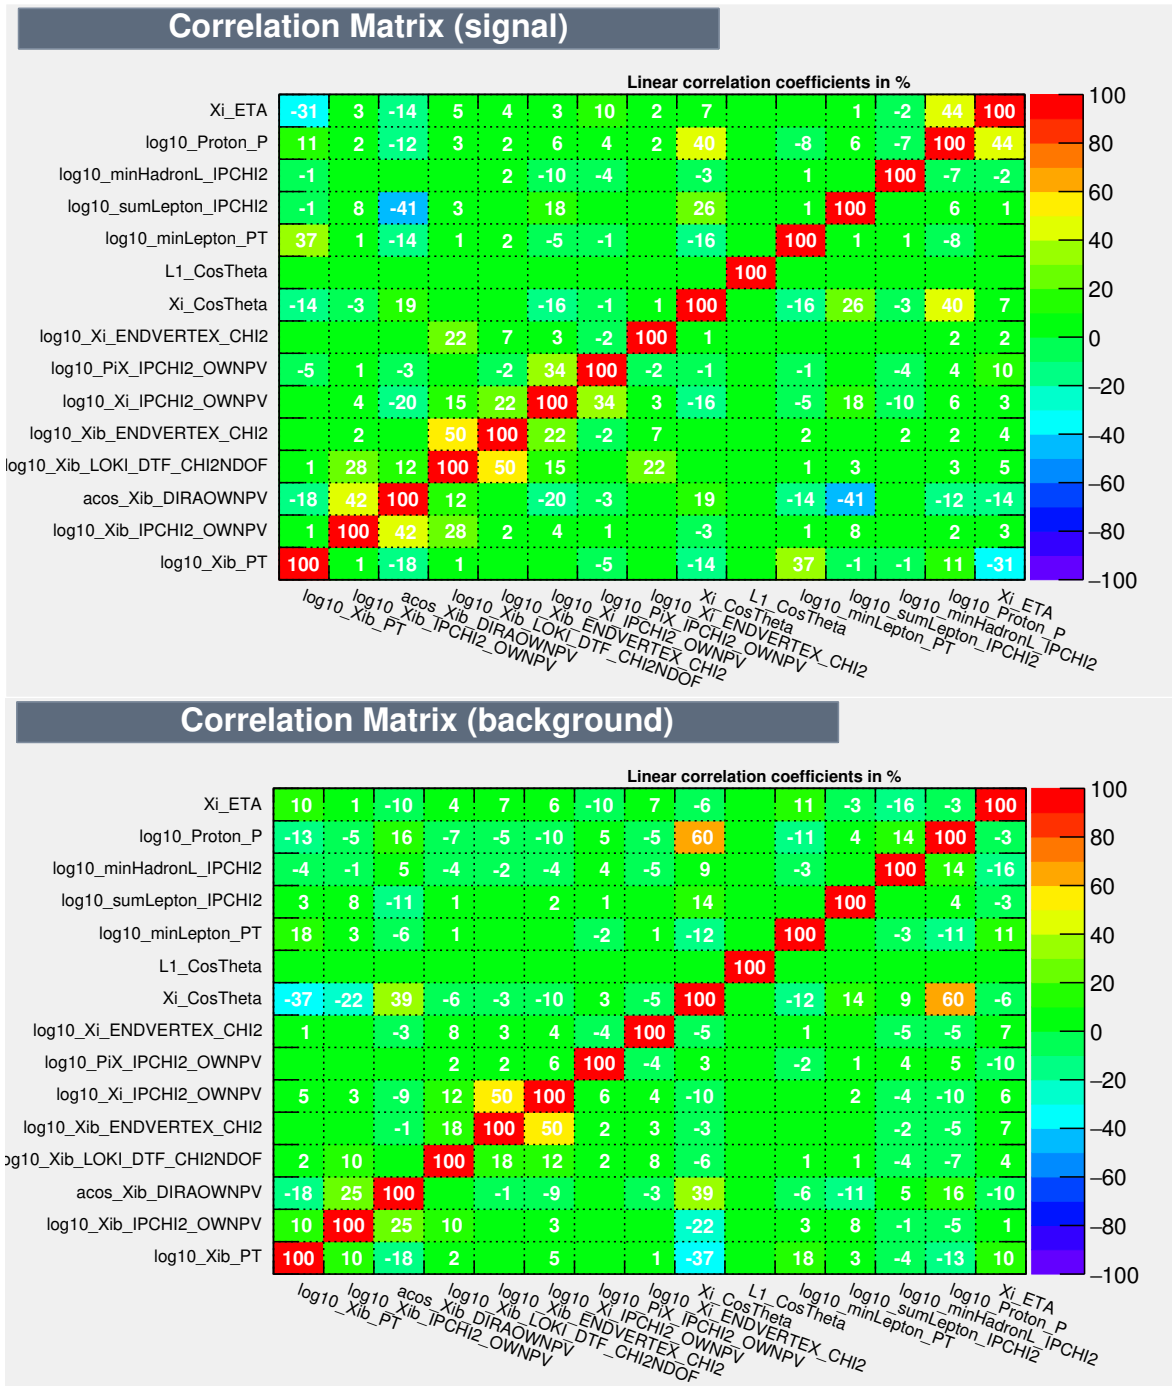 Correlation Matrix (signal)
Linear correlation coefficients in %
Xi_ETA -31 3 -14 5 4 3 10 2 7 1 -2 44 100
log10_Proton_P 11 2 -12 3 2 6 4 2 40 -8 6 -7 100 44
log10_minHadronL_IPCHI2 -1 2 -10 -4 -3 1 100 -7 -2
log10_sumLepton_IPCHI2 -1 8 -41 3 18 26 1 100 6 1
log10_minLepton_PT 37 1 -14 1 2 -5 -1 -16 100 1 1 -8
L1_CosTheta 100
Xi_CosTheta -14 -3 19 -16 -1 1 100 -16 26 -3 40 7
log10_Xi_ENDVERTEX_CHI2 22 7 3 -2 100 1 2 2
log10_PiX_IPCHI2_OWNPV -5 1 -3 -2 34 100 -2 -1 -1 -4 4 10
log10_Xi_IPCHI2_OWNPV 4 -20 15 22 100 34 3 -16 -5 18 -10 6 3
log10_Xib_ENDVERTEX_CHI2 2 50 100 22 -2 7 2 2 2 4
log10_Xib_LOKI_DTF_CHI2NDOF 1 28 12 100 50 15 22 1 3 3 5
acos_Xib_DIRAOWNPV -18 42 100 12 -20 -3 19 -14 -41 -12 -14
log10_Xib_IPCHI2_OWNPV 1 100 42 28 2 4 1 -3 1 8 2 3
log10_Xib_PT 100 1 -18 1 -5 -14 37 -1 -1 11 -31
100
80
60
40
20
0
−20
−40
−60
−80
−100
log10_Xib_PT
log10_Xib_IPCHI2_OWNPV
acos_Xib_DIRAOWNPV
log10_Xib_LOKI_DTF_CHI2NDOF
log10_Xib_ENDVERTEX_CHI2
log10_Xi_IPCHI2_OWNPV
log10_PiX_IPCHI2_OWNPV
log10_Xi_ENDVERTEX_CHI2
Xi_CosTheta
L1_CosTheta
log10_minLepton_PT
log10_sumLepton_IPCHI2
log10_minHadronL_IPCHI2
log10_Proton_P
Xi_ETA
Correlation Matrix (background)
Linear correlation coefficients in %
Xi_ETA 10 1 -10 4 7 6 -10 7 -6 11 -3 -16 -3 100
log10_Proton_P -13 -5 16 -7 -5 -10 5 -5 60 -11 4 14 100 -3
log10_minHadronL_IPCHI2 -4 -1 5 -4 -2 -4 4 -5 9 -3 100 14 -16
log10_sumLepton_IPCHI2 3 8 -11 1 2 1 14 100 4 -3
log10_minLepton_PT 18 3 -6 1 -2 1 -12 100 -3 -11 11
L1_CosTheta 100
Xi_CosTheta -37 -22 39 -6 -3 -10 3 -5 100 -12 14 9 60 -6
log10_Xi_ENDVERTEX_CHI2 1 -3 8 3 4 -4 100 -5 1 -5 -5 7
log10_PiX_IPCHI2_OWNPV 2 2 6 100 -4 3 -2 1 4 5 -10
log10_Xi_IPCHI2_OWNPV 5 3 -9 12 50 100 6 4 -10 2 -4 -10 6
log10_Xib_ENDVERTEX_CHI2 -1 18 100 50 2 3 -3 -2 -5 7
og10_Xib_LOKI_DTF_CHI2NDOF 2 10 100 18 12 2 8 -6 1 1 -4 -7 4
acos_Xib_DIRAOWNPV -18 25 100 -1 -9 -3 39 -6 -11 5 16 -10
log10_Xib_IPCHI2_OWNPV 10 100 25 10 3 -22 3 8 -1 -5 1
log10_Xib_PT 100 10 -18 2 5 1 -37 18 3 -4 -13 10
100
80
60
40
20
0
−20
−40
−60
−80
−100
log10_Xib_PT
log10_Xib_IPCHI2_OWNPV
acos_Xib_DIRAOWNPV
log10_Xib_LOKI_DTF_CHI2NDOF
log10_Xib_ENDVERTEX_CHI2
log10_Xi_IPCHI2_OWNPV
log10_PiX_IPCHI2_OWNPV
log10_Xi_ENDVERTEX_CHI2
Xi_CosTheta
L1_CosTheta
log10_minLepton_PT
log10_sumLepton_IPCHI2
log10_minHadronL_IPCHI2
log10_Proton_P
Xi_ETA